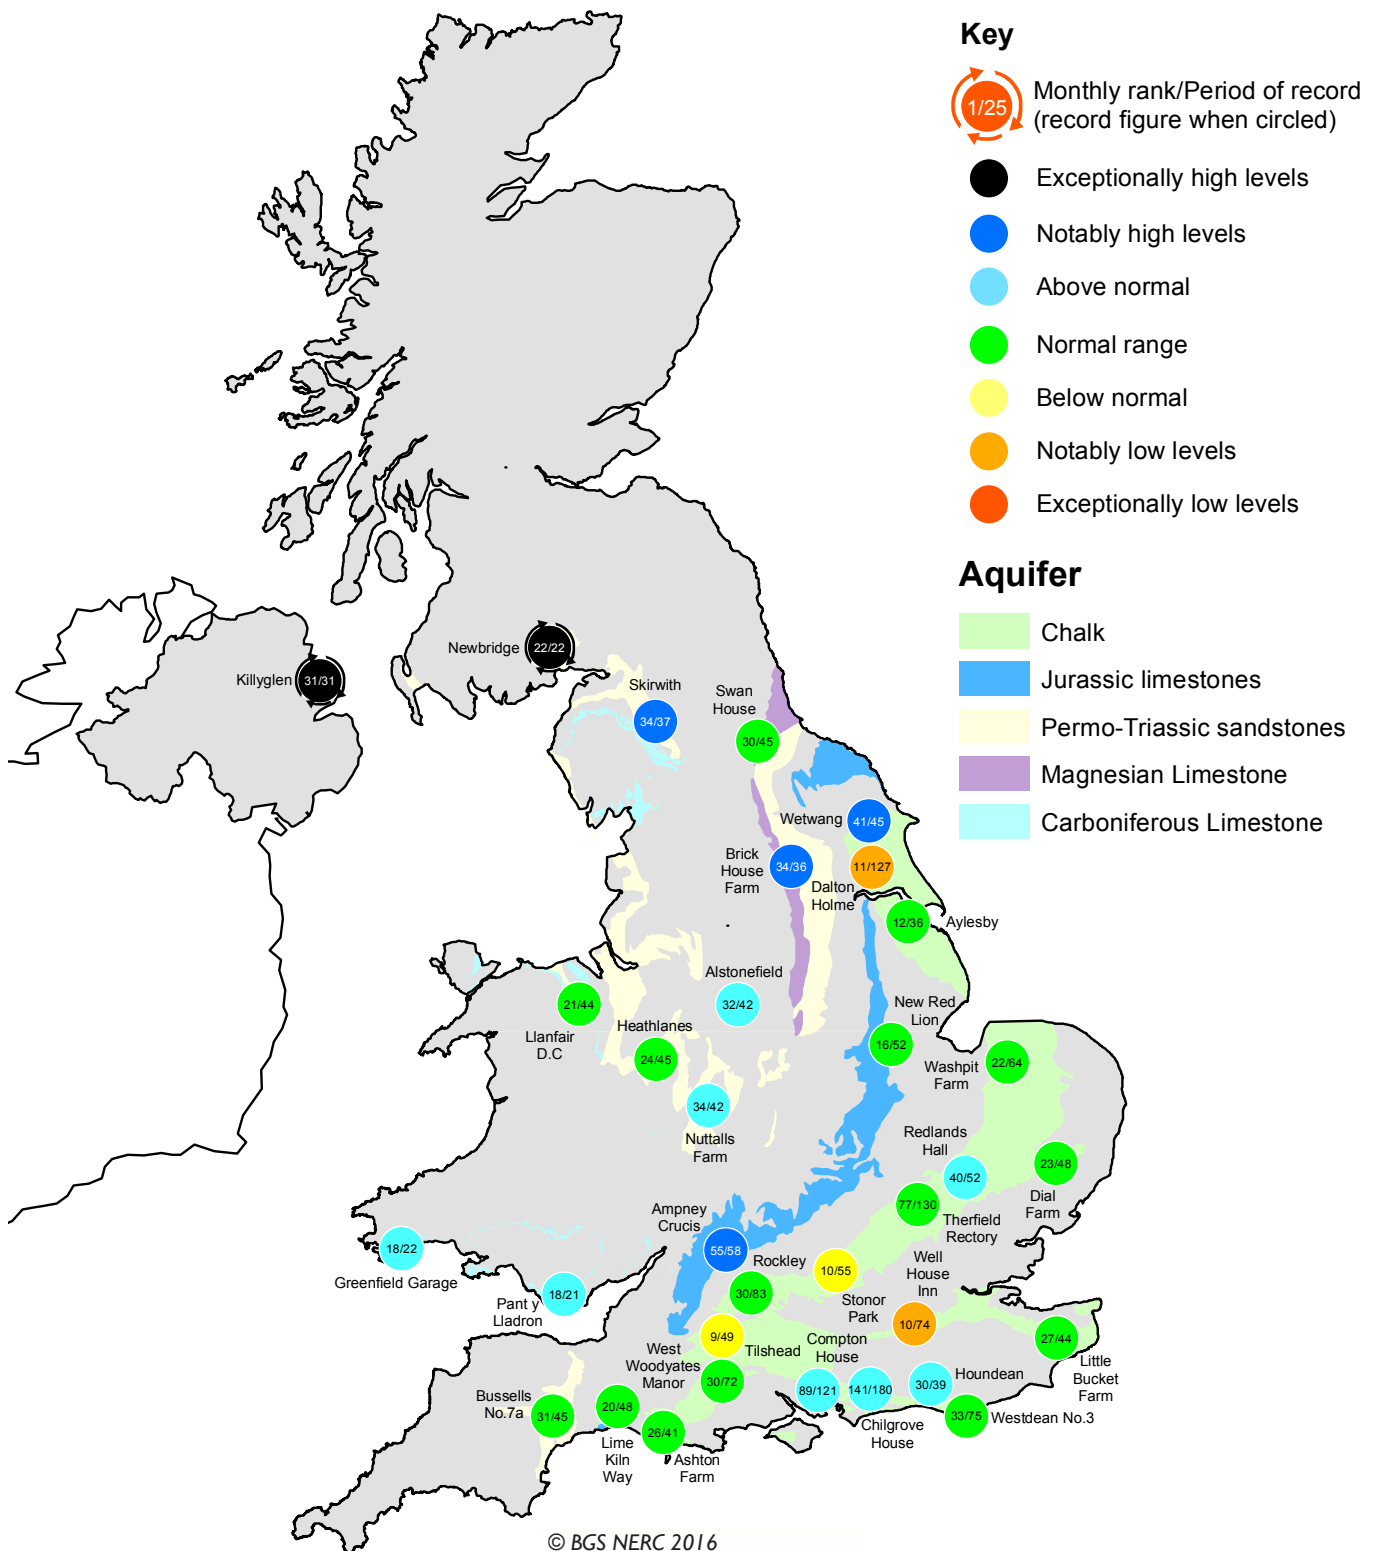 Key
1/25
Monthly rank/Period of record
(record figure when circled)
Exceptionally high levels
Notably high levels
Above normal
Normal range
Below normal
Notably low levels
Exceptionally low levels
Aquifer
Chalk
Jurassic limestones
Permo-Triassic sandstones
Magnesian Limestone
Carboniferous Limestone
Newbridge
22/22
Killyglen
31/31
Skirwith
34/37
Swan
House
30/45
Wetwang
41/45
Brick
House
Farm
34/36
Dalton
Holme
11/127
12/36
Aylesby
Alstonefield
32/42
21/44
Llanfair
D.C
Heathlanes
24/45
New Red
Lion
16/52
Washpit
Farm
22/64
34/42
Nuttalls
Farm
Redlands
Hall
40/52
23/48
Dial
Farm
77/130
Therfield
Rectory
Ampney
Crucis
55/58
18/22
Greenfield Garage
Pant y
Lladron
18/21
Rockley
30/83
10/55
Stonor
Park
Well
House
Inn
10/74
9/49
Tilshead
West
Woodyates
Manor
30/72
Compton
House
89/121
141/180
Chilgrove
House
30/39
Houndean
27/44
Little
Bucket
Farm
33/75
Westdean No.3
Bussells
No.7a
31/45
20/48
Lime
Kiln
Way
26/41
Ashton
Farm
© BGS NERC 2016